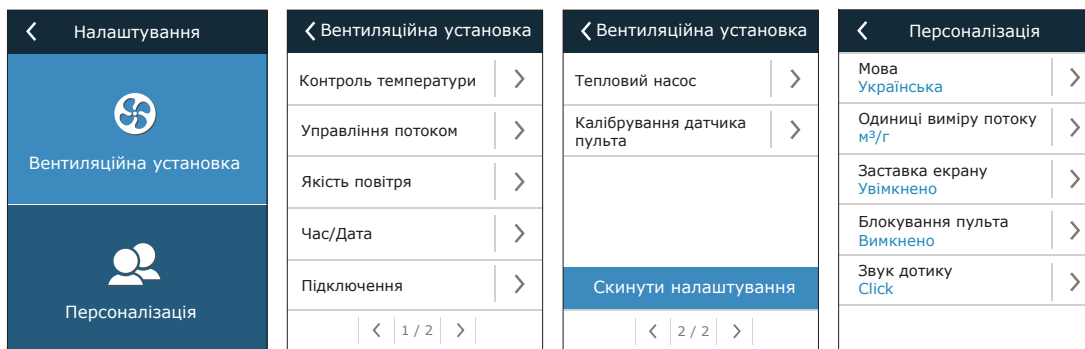 Налаштування
Вентиляційна установка
Персоналізація
Вентиляційна установка
Контроль температури
Управління потоком
Якість повітря
Час/Дата
Підключення
1 / 2
Вентиляційна установка
Тепловий насос
Калібрування датчика
пульта
Скинути налаштування
2 / 2
Персоналізація
Мова
Українська
Одиниці виміру потоку
м³/г
Заставка екрану
Увімкнено
Блокування пульта
Вимкнено
Звук дотику
Click